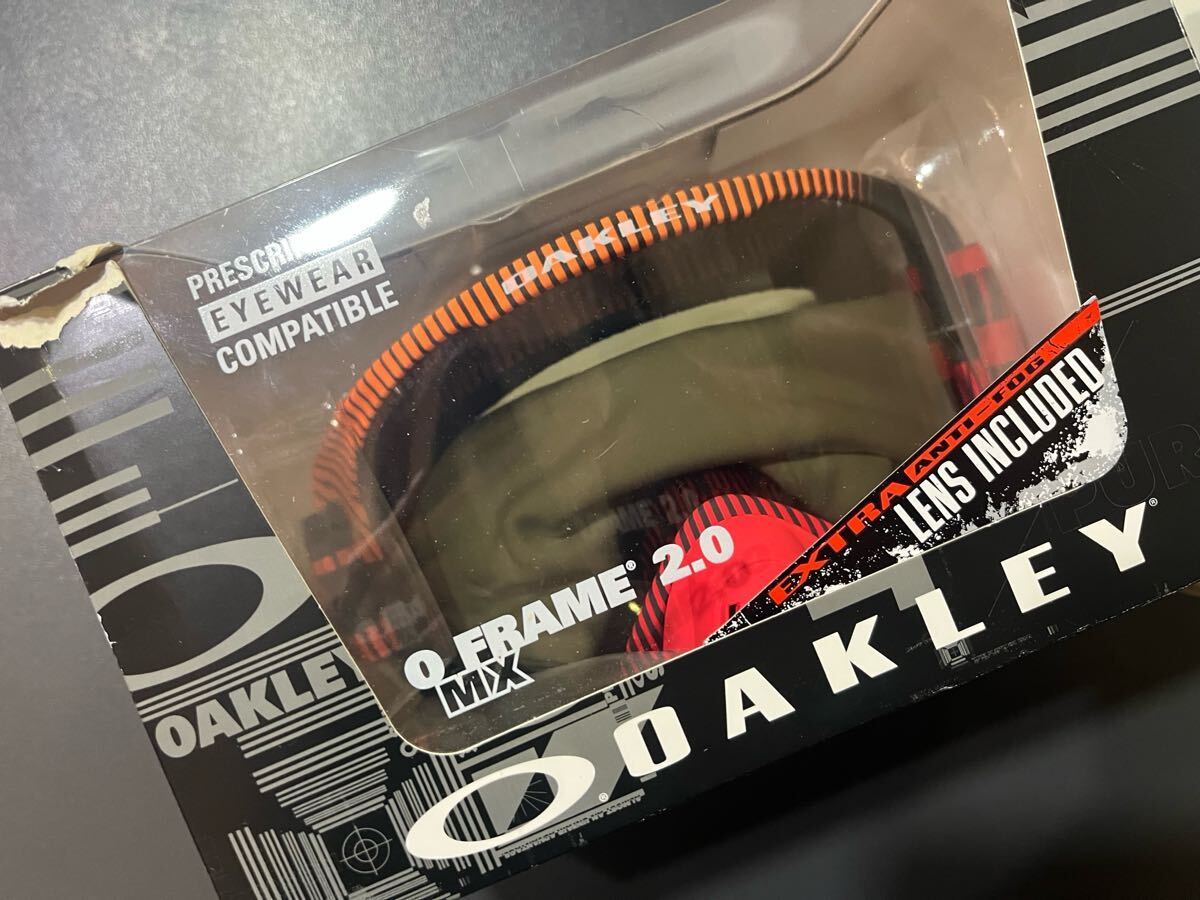 PRESCRI
EYEWEAR
COMPATIBLE
OAKLEY
EXTRA ANTI-FOG
LENS INCLUDED
O FRAME® 2.0
MX
OAKLEY
OAKLEY®